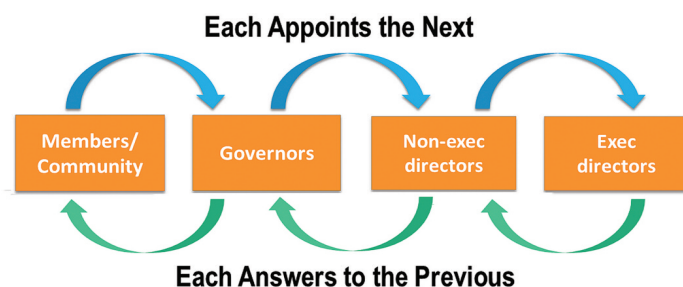 Each Appoints the Next
Members/
Community
Governors
Non-exec
directors
Exec
directors
Each Answers to the Previous